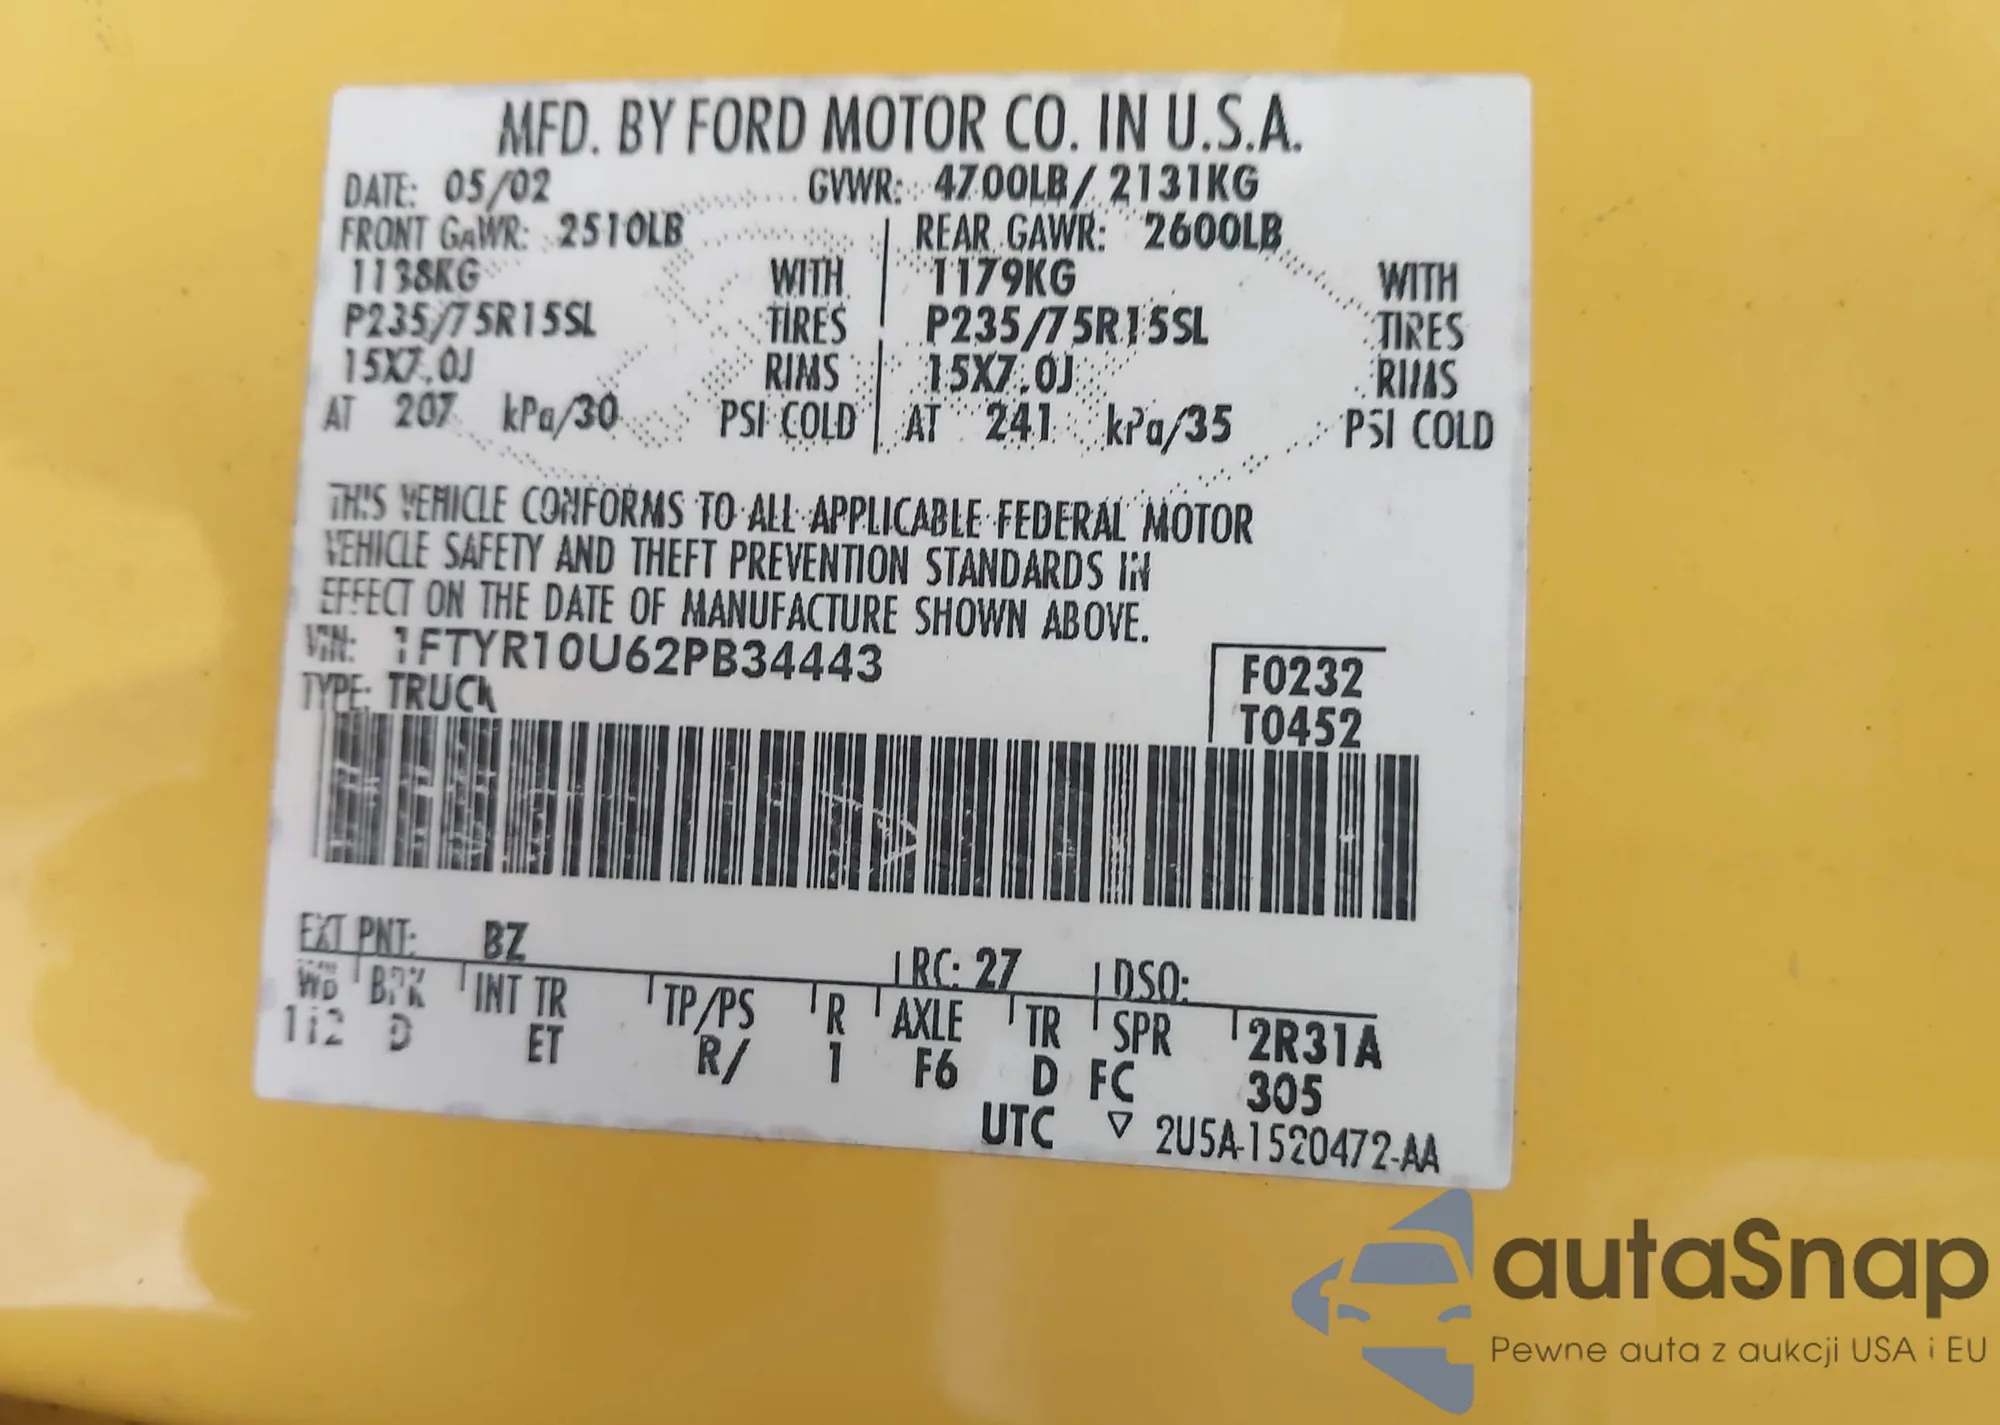 MFD. BY FORD MOTOR CO. IN U.S.A.
DATE: 05/02 GVWR: 4700LB/ 2131KG
FRONT GAWR: 2510LB REAR GAWR: 2600LB
1138KG WITH 1179KG WITH
P235/75R15SL TIRES P235/75R15SL TIRES
15X7.0J RIMS 15X7.0J RIMS
AT 207 kPa/30 PSI COLD AT 241 kPa/35 PSI COLD
THIS VEHICLE CONFORMS TO ALL APPLICABLE FEDERAL MOTOR
VEHICLE SAFETY AND THEFT PREVENTION STANDARDS IN
EFFECT ON THE DATE OF MANUFACTURE SHOWN ABOVE.
VIN: 1FTYR10U62PB34443
TYPE: TRUCK
F0232
T0452
EXT PNT: BZ RC: 27 DSO:
WB BRK INT TR TP/PS R AXLE TR SPR 2R31A
112 D ET R/ 1 F6 D FC 305
UTC ▽ 2U5A-1520472-AA
autaSnap
Pewne auta z aukcji USA i EU